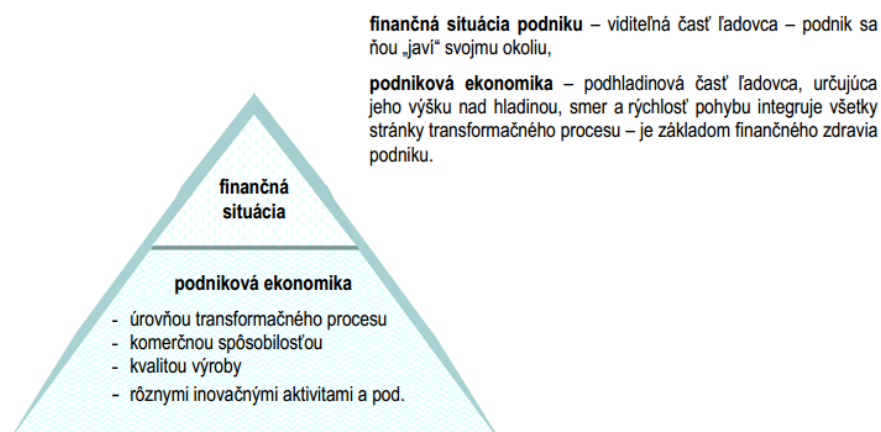 finančná situácia podniku – viditeľná časť ľadovca – podnik sa
ňou „javí“ svojmu okoliu,
podniková ekonomika – podhladinová časť ľadovca, určujúca
jeho výšku nad hladinou, smer a rýchlosť pohybu integruje všetky
stránky transformačného procesu – je základom finančného zdravia
podniku.
finančná
situácia
podniková ekonomika
- úrovňou transformačného procesu
- komerčnou spôsobilosťou
- kvalitou výroby
- rôznymi inovačnými aktivitami a pod.